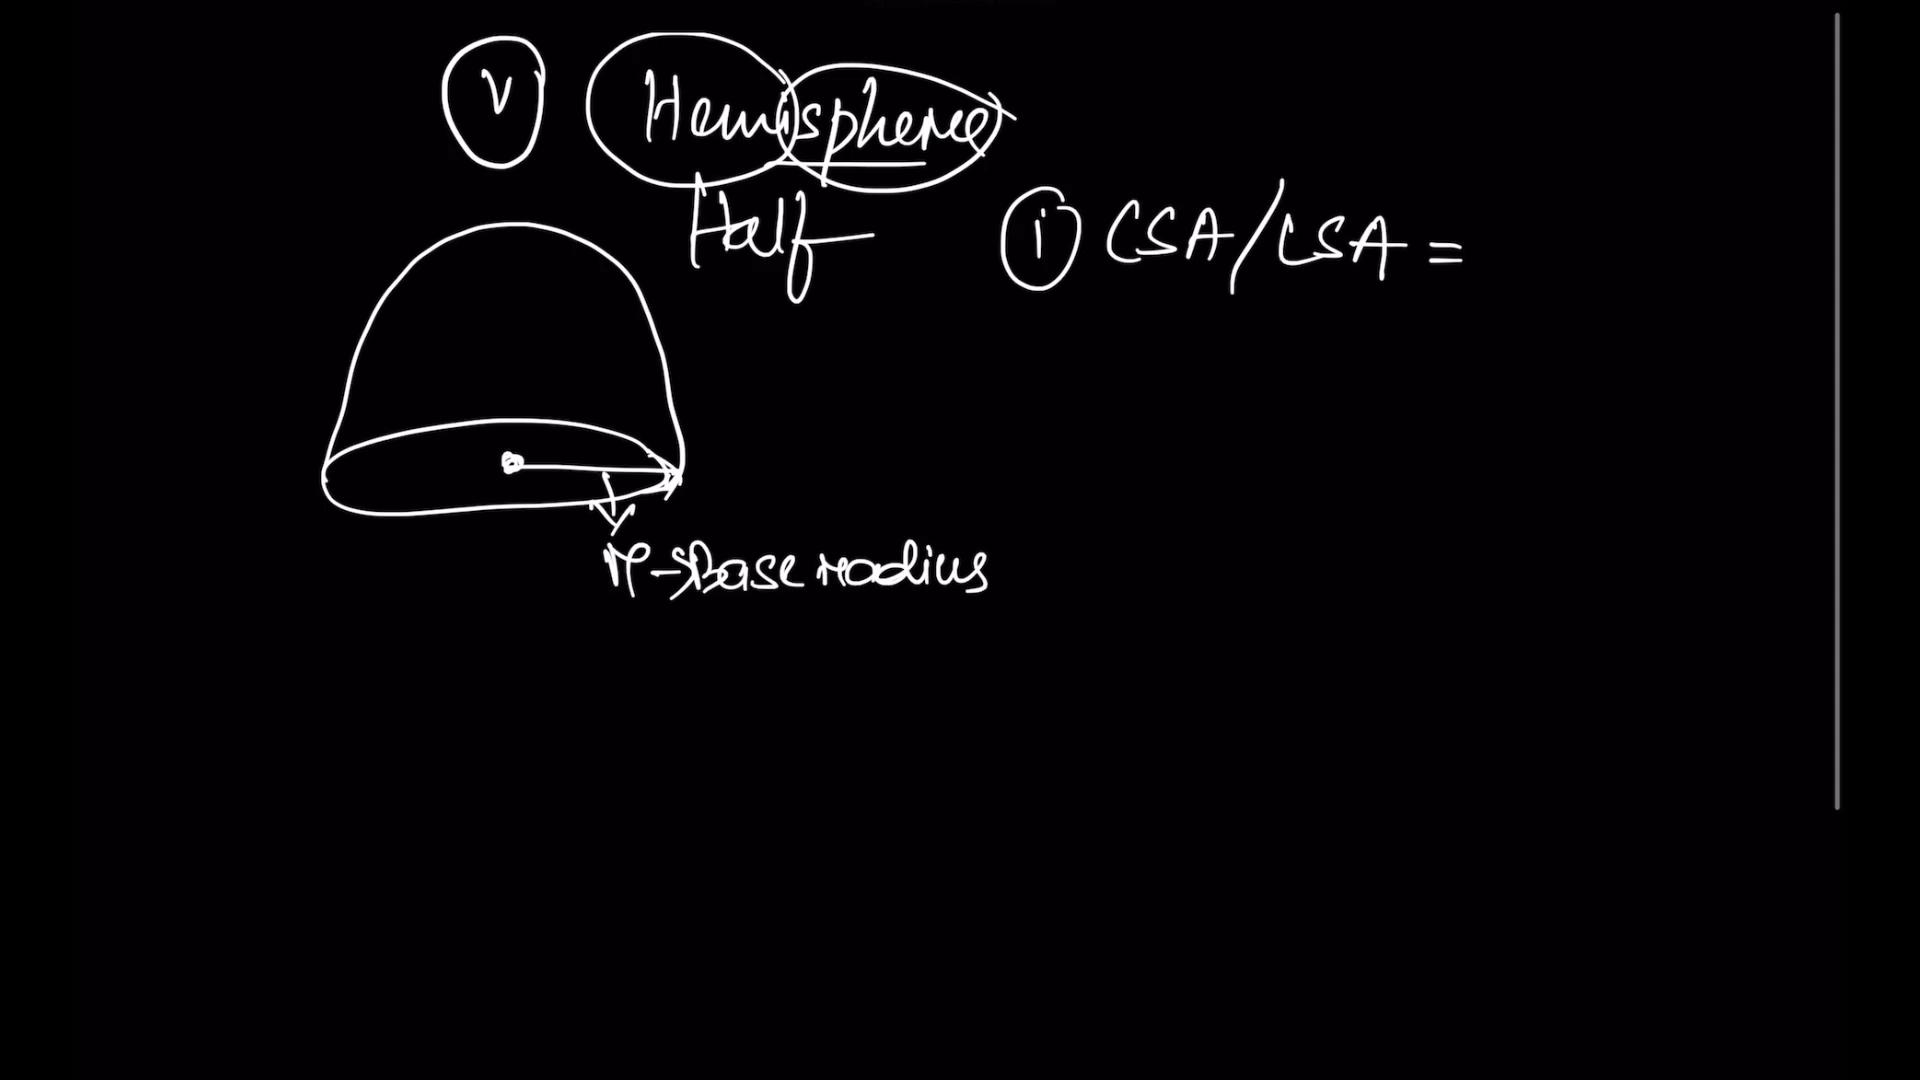 V Hemisphere
Half
i CSA/LSA =
r→Base radius